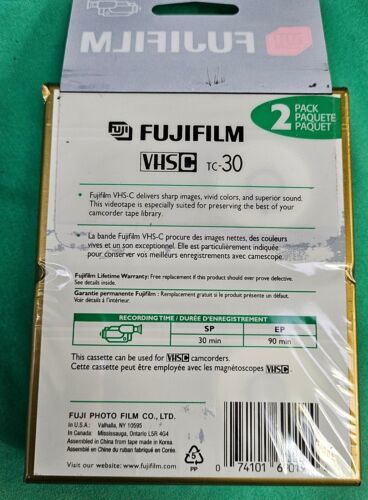 FUJIFILM
2 PACK
PAQUETE
PAQUET
Fuji FUJIFILM
VHS C TC-30
• Fujifilm VHS-C delivers sharp images, vivid colors, and superior sound.
This videotape is especially suited for preserving the best of your
camcorder tape library.
• La bande Fujifilm VHS-C procure des images nettes, des couleurs
vives et un son exceptionnel. Elle est particulièrement indiquée
pour conserver vos meilleurs enregistrements avec camescope.
Fujifilm Lifetime Warranty: Free replacement if this product should ever prove defective.
See details inside.
Garantie permanente Fujifilm : Remplacement gratuit si le produit présente un défaut.
Voir détails à l'intérieur.
RECORDING TIME / DURÉE D'ENREGISTREMENT
SP EP
30 min 90 min
This cassette can be used for VHS C camcorders.
Cette cassette peut être employée avec les magnétoscopes VHS C.
FUJI PHOTO FILM CO., LTD.
In U.S.A.: Valhalla, NY 10595
In Canada: Mississauga, Ontario L5R 4G4
Assembled in China from tape made in Korea.
Assemblé en Chine du ruban fabriqué en Corée.
Visit our website: www.fujifilm.com
5
PP
0 74101